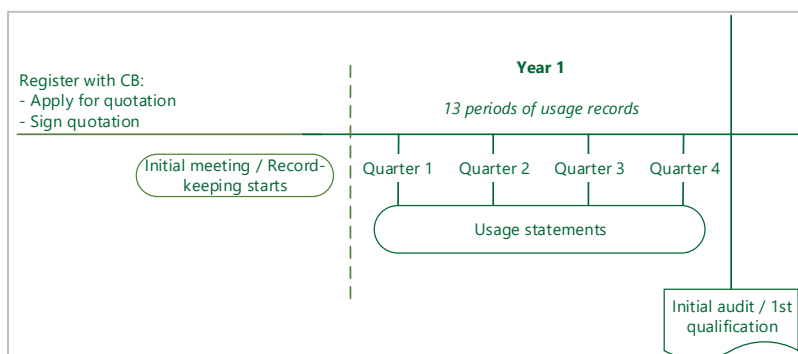 Register with CB:
- Apply for quotation
- Sign quotation
Year 1
13 periods of usage records
Initial meeting / Record-
keeping starts
Quarter 1
Quarter 2
Quarter 3
Quarter 4
Usage statements
Initial audit / 1st
qualification